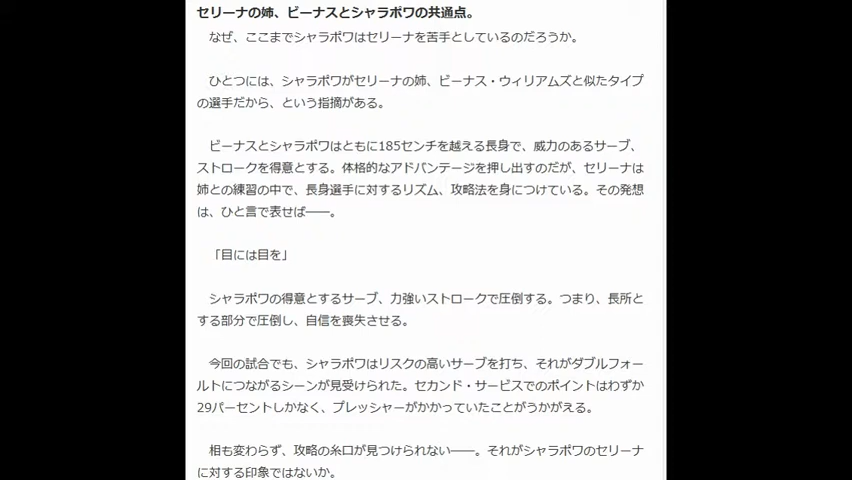 セリーナの姉、ビーナスとシャラポワの共通点。
なぜ、ここまでシャラポワはセリーナを苦手としているのだろうか。
ひとつには、シャラポワがセリーナの姉、ビーナス・ウィリアムズと似たタイプ
の選手だから、という指摘がある。
ビーナスとシャラポワはともに185センチを越える長身で、威力のあるサーブ、
ストロークを得意とする。体格的なアドバンテージを押し出すのだが、セリーナは
姉との練習の中で、長身選手に対するリズム、攻略法を身につけている。その発想
は、ひと言で表せば――。
「目には目を」
シャラポワの得意とするサーブ、力強いストロークで圧倒する。つまり、長所と
する部分で圧倒し、自信を喪失させる。
今回の試合でも、シャラポワはリスクの高いサーブを打ち、それがダブルフォー
ルトにつながるシーンが見受けられた。セカンド・サービスでのポイントはわずか
29パーセントしかなく、プレッシャーがかかっていたことがうかがえる。
相も変わらず、攻略の糸口が見つけられない――。それがシャラポワのセリーナ
に対する印象ではないか。